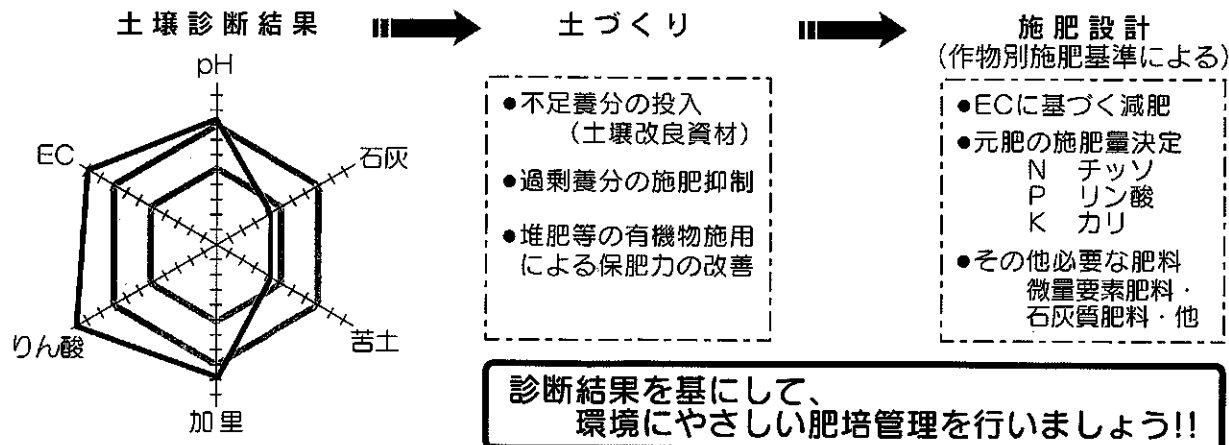 土壌診断結果
土づくり
施肥設計
(作物別施肥基準による)
pH
EC
石灰
りん酸
苦土
加里
●不足養分の投入
(土壌改良資材)
●過剰養分の施肥抑制
●堆肥等の有機物施用
による保肥力の改善
●ECに基づく減肥
●元肥の施肥量決定
N チッソ
P リン酸
K カリ
●その他必要な肥料
微量要素肥料・
石灰質肥料・他
診断結果を基にして、
環境にやさしい肥培管理を行いましょう!!